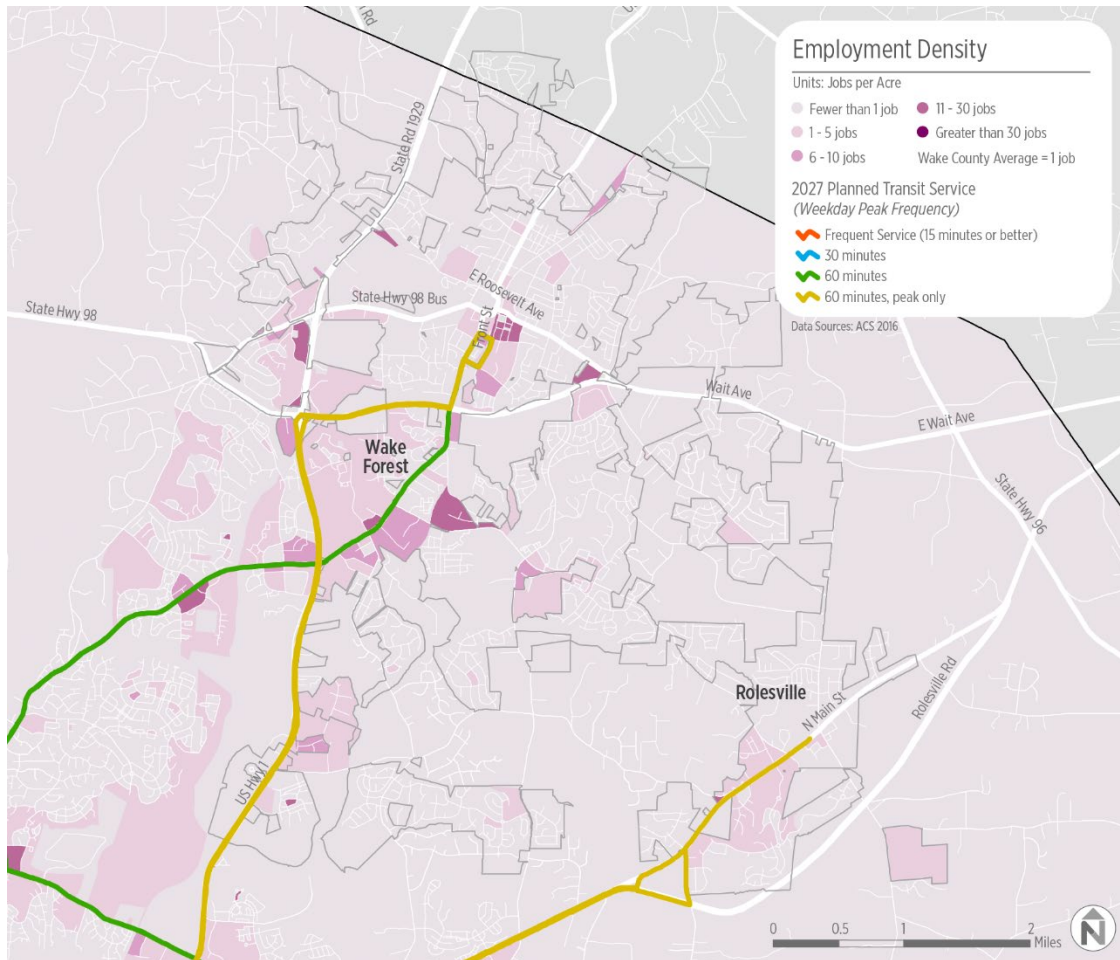 Employment Density
Units: Jobs per Acre
Fewer than 1 job
1 - 5 jobs
6 - 10 jobs
11 - 30 jobs
Greater than 30 jobs
Wake County Average = 1 job
2027 Planned Transit Service
(Weekday Peak Frequency)
Frequent Service (15 minutes or better)
30 minutes
60 minutes
60 minutes, peak only
Data Sources: ACS 2016
State Rd 1929
E Roosevelt Ave
State Hwy 98 Bus
State Hwy 98
Front St
Wait Ave
E Wait Ave
Wake
Forest
State Hwy 96
Rolesville
N Main St
Rolesville Rd
US Hwy 1
0 0.5 1 2
Miles
N